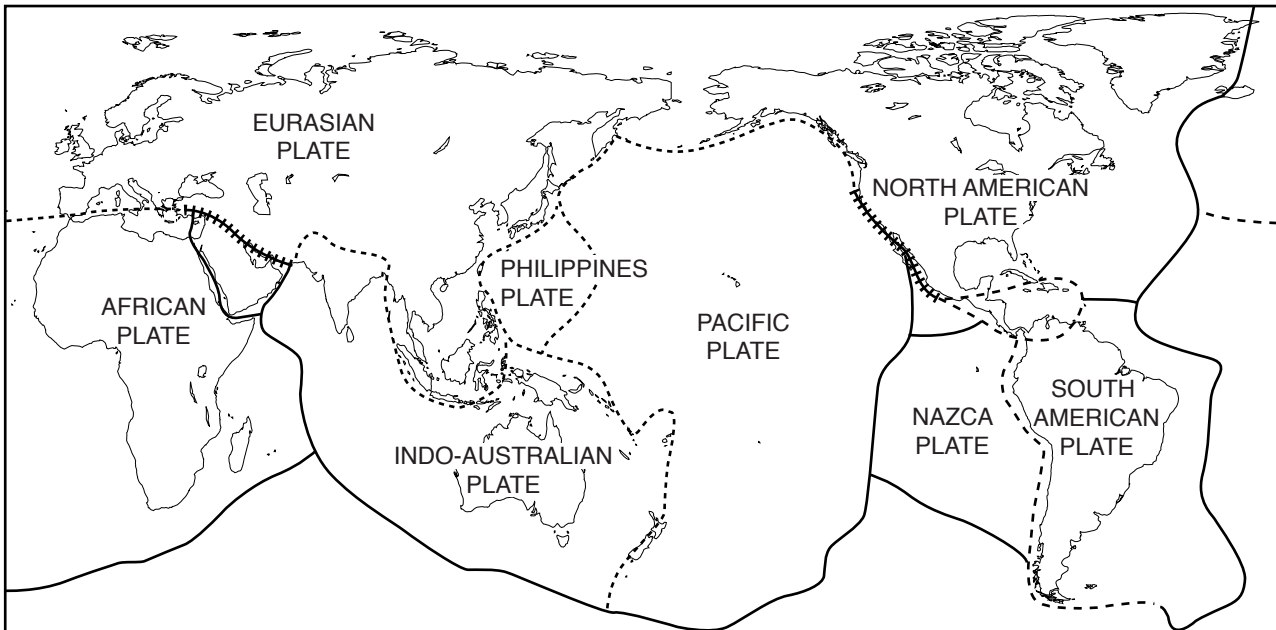 EURASIAN
PLATE
NORTH AMERICAN
PLATE
PHILIPPINES
PLATE
AFRICAN
PLATE
PACIFIC
PLATE
SOUTH
AMERICAN
PLATE
NAZCA
PLATE
INDO-AUSTRALIAN
PLATE